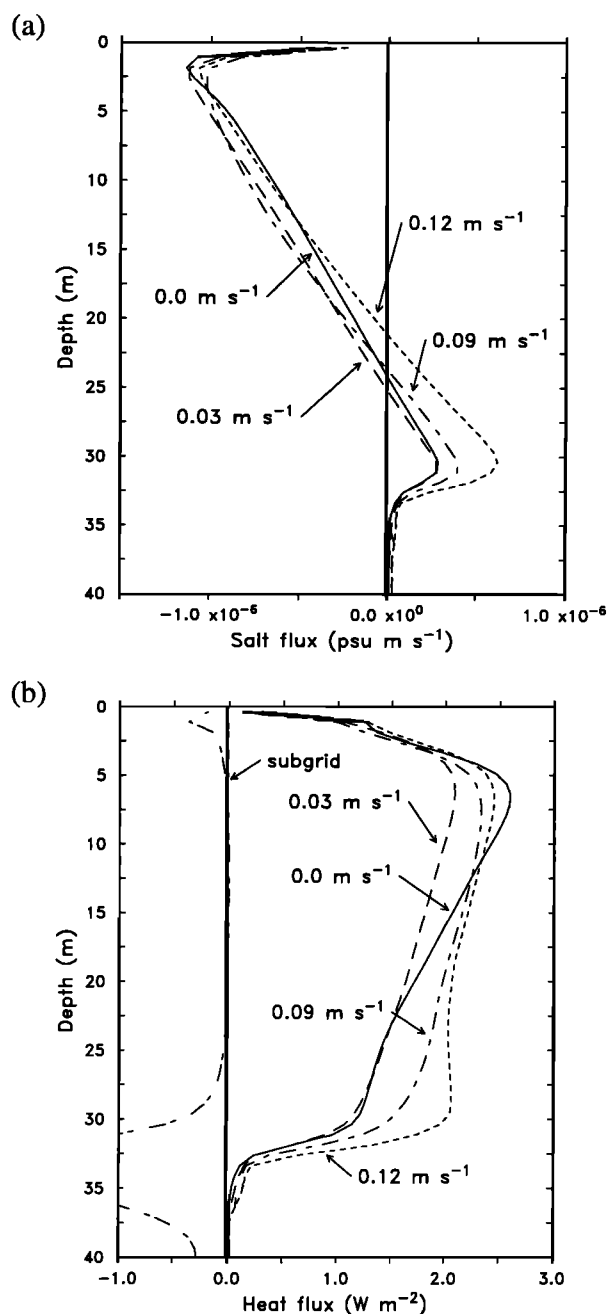 (a)
0
5
10
15
20
25
30
35
40
Depth (m)
0.12 m s⁻¹
0.0 m s⁻¹
0.09 m s⁻¹
0.03 m s⁻¹
-1.0 x10⁻⁶ 0.0 x10⁰ 1.0 x10⁻⁶
Salt flux (psu m s⁻¹)
(b)
0
5
10
15
20
25
30
35
40
Depth (m)
subgrid
0.03 m s⁻¹
0.0 m s⁻¹
0.09 m s⁻¹
0.12 m s⁻¹
-1.0 0.0 1.0 2.0 3.0
Heat flux (W m⁻²)